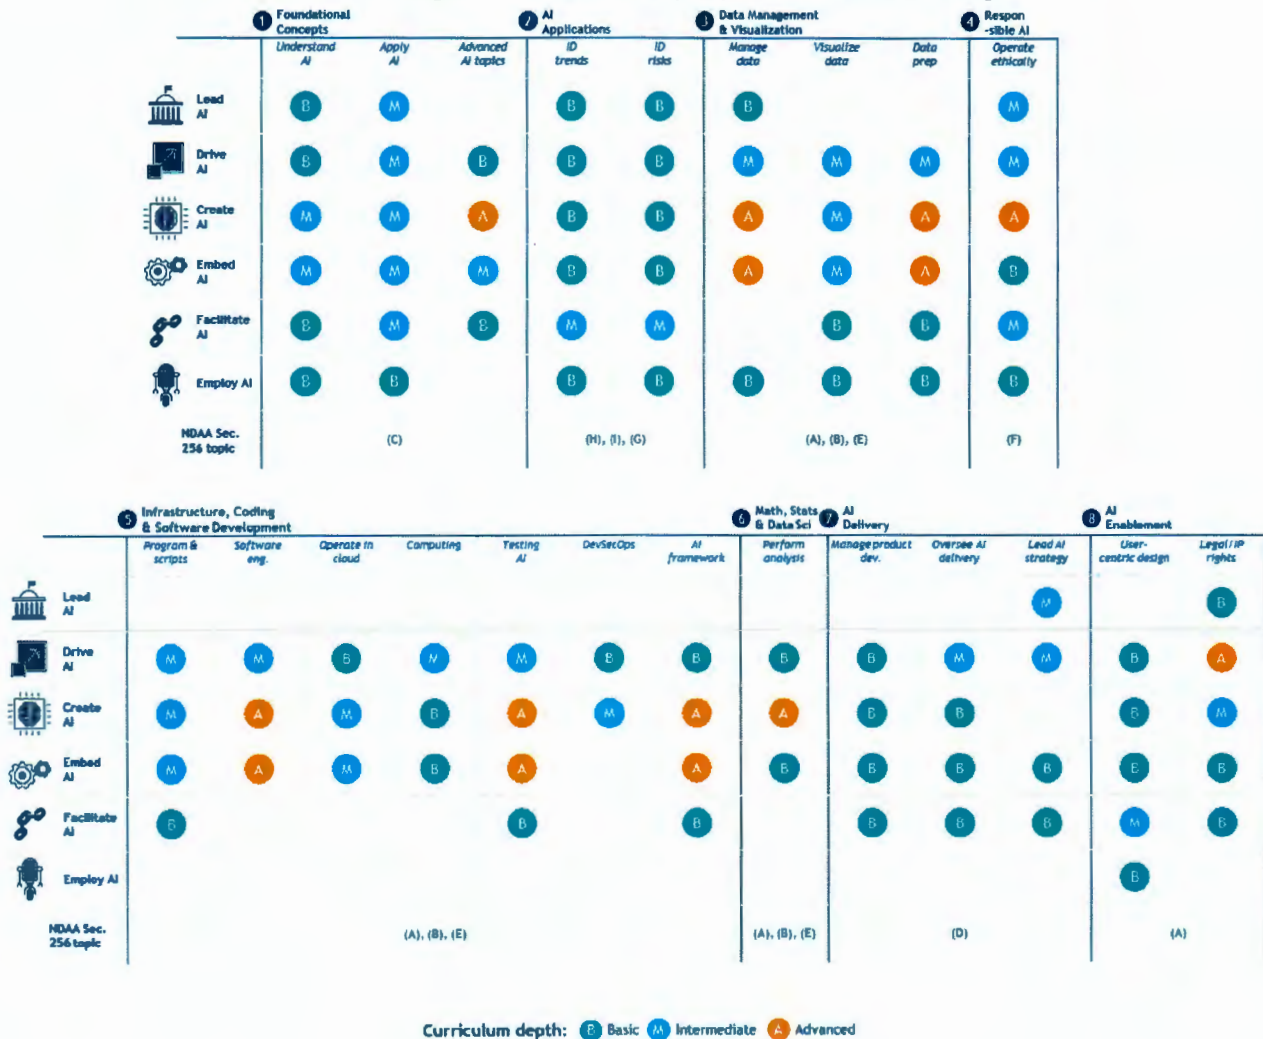 1 Foundational
Concepts
2 AI
Applications
3 Data Management
& Visualization
4 Respon
-sible AI
Understand
AI
Apply
AI
Advanced
AI topics
ID
trends
ID
risks
Manage
data
Visualize
data
Data
prep
Operate
ethically
Lead
AI
B M B B B M
Drive
AI
B M B B B M M M M
Create
AI
M M A B B A M A A
Embed
AI
M M M B B A M A B
Facilitate
AI
B M B M M B B M
Employ AI
B B B B B B B B
NDAA Sec.
256 topic
(C) (H), (I), (G) (A), (B), (E) (F)
5 Infrastructure, Coding
& Software Development
6 Math, Stats
& Data Sci
7 AI
Delivery
8 AI
Enablement
Program &
scripts
Software
eng.
Operate in
cloud
Computing
Testing
AI
DevSecOps
AI
framework
Perform
analysis
Manage product
dev.
Oversee AI
delivery
Lead AI
strategy
User-
centric design
Legal/IP
rights
Lead
AI
M B
Drive
AI
M M B M M B B B B M M B A
Create
AI
M A M B A M A A B B B M
Embed
AI
M A M B A A B B B B B B
Facilitate
AI
B B B B B B M B
Employ AI
B
NDAA Sec.
256 topic
(A), (B), (E) (A), (B), (E) (D) (A)
Curriculum depth: B Basic M Intermediate A Advanced